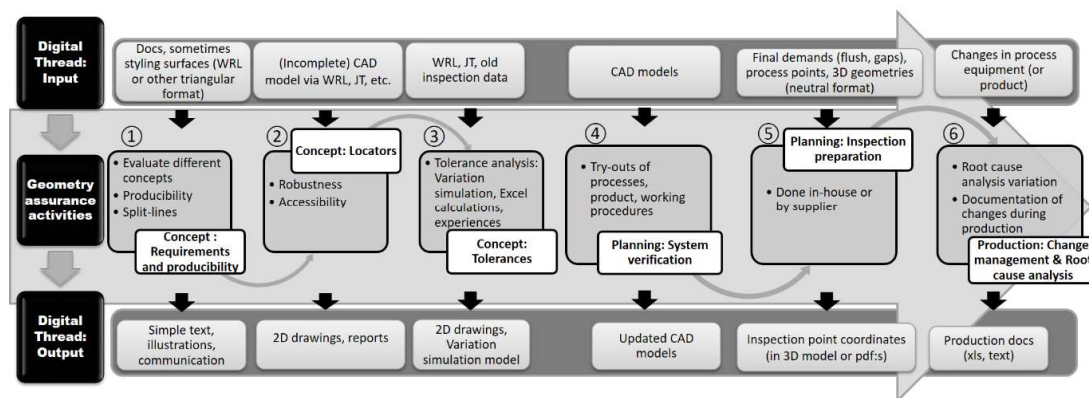 Digital
Thread:
Input
Docs, sometimes
styling surfaces (WRL
or other triangular
format)
(Incomplete) CAD
model via WRL, JT, etc.
WRL, JT, old
inspection data
CAD models
Final demands (flush, gaps),
process points, 3D geometries
(neutral format)
Changes in process
equipment (or
product)
Geometry
assurance
activities
①
• Evaluate different
concepts
• Producibility
• Split-lines
Concept :
Requirements
and producibility
②
Concept: Locators
• Robustness
• Accessibility
③
• Tolerance analysis:
Variation
simulation, Excel
calculations,
experiences
Concept:
Tolerances
④
• Try-outs of
processes,
product, working
procedures
Planning: System
verification
⑤
Planning: Inspection
preparation
• Done in-house or
by supplier
⑥
• Root cause
analysis variation
• Documentation of
changes during
production
Production: Change
management & Root
cause analysis
Digital
Thread:
Output
Simple text,
illustrations,
communication
2D drawings, reports
2D drawings,
Variation
simulation model
Updated CAD
models
Inspection point coordinates
(in 3D model or pdf:s)
Production docs
(xls, text)